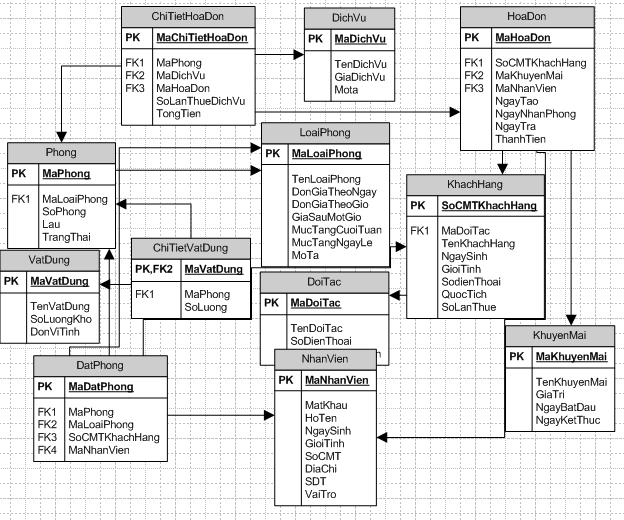 ChiTietHoaDon
PK MaChiTietHoaDon
FK1 MaPhong
FK2 MaDichVu
FK3 MaHoaDon
SoLanThueDichVu
TongTien
DichVu
PK MaDichVu
TenDichVu
GiaDichVu
Mota
HoaDon
PK MaHoaDon
FK1 SoCMTKhachHang
FK2 MaKhuyenMai
FK3 MaNhanVien
NgayTao
NgayNhanPhong
NgayTra
ThanhTien
Phong
PK MaPhong
FK1 MaLoaiPhong
SoPhong
Lau
TrangThai
LoaiPhong
PK MaLoaiPhong
TenLoaiPhong
DonGiaTheoNgay
DonGiaTheoGio
GiaSauMotGio
MucTangCuoiTuan
MucTangNgayLe
MoTa
KhachHang
PK SoCMTKhachHang
FK1 MaDoiTac
TenKhachHang
NgaySinh
GioiTinh
SodienThoai
QuocTich
SoLanThue
VatDung
PK MaVatDung
TenVatDung
SoLuongKho
DonViTinh
ChiTietVatDung
PK,FK2 MaVatDung
FK1 MaPhong
SoLuong
DoiTac
PK MaDoiTac
TenDoiTac
SoDienThoai
KhuyenMai
PK MaKhuyenMai
TenKhuyenMai
GiaTri
NgayBatDau
NgayKetThuc
DatPhong
PK MaDatPhong
FK1 MaPhong
FK2 MaLoaiPhong
FK3 SoCMTKhachHang
FK4 MaNhanVien
NhanVien
PK MaNhanVien
MatKhau
HoTen
NgaySinh
GioiTinh
SoCMT
DiaChi
SDT
VaiTro